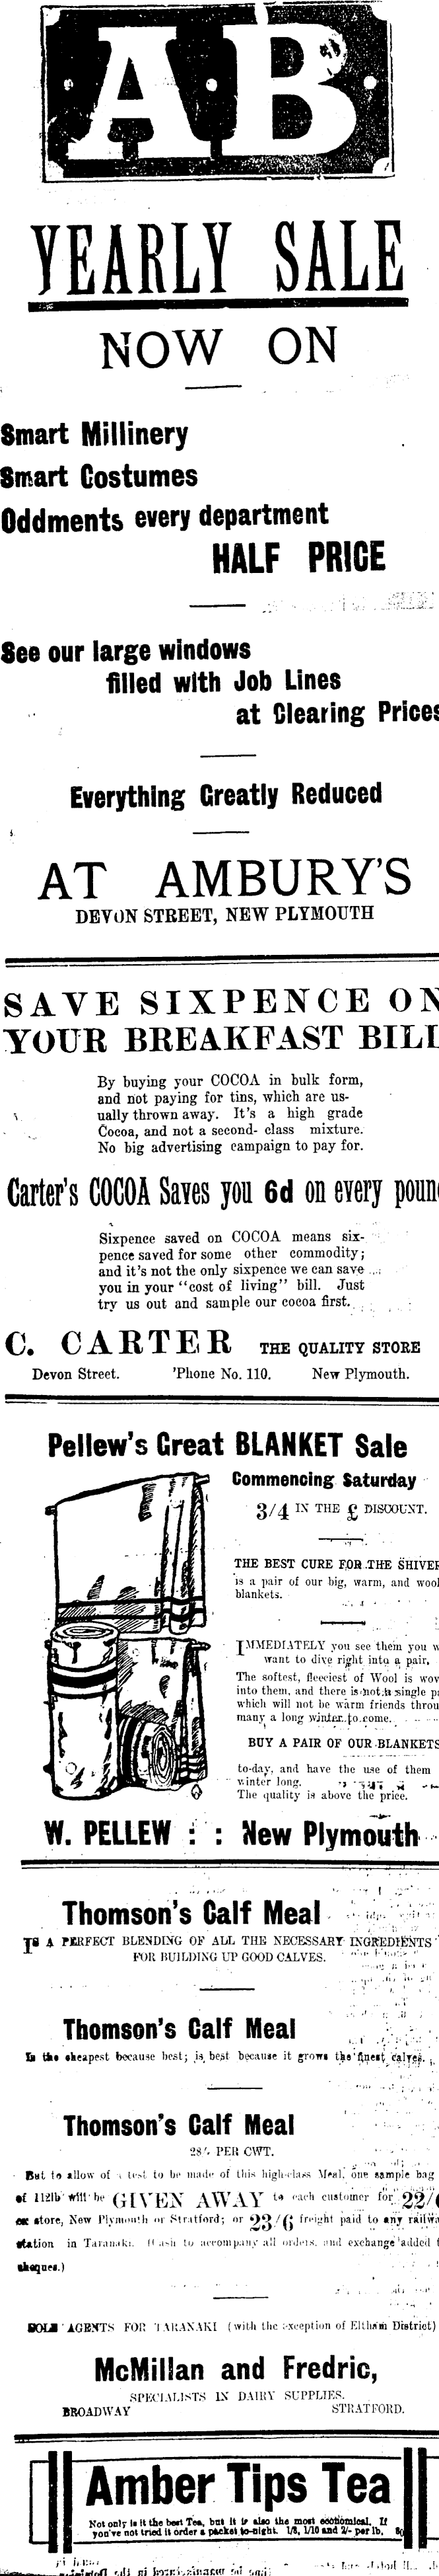 AB
YEARLY SALE
NOW ON
Smart Millinery
Smart Costumes
Oddments every department
HALF PRICE
See our large windows
filled with Job Lines
at Clearing Prices
Everything Greatly Reduced
AT AMBURY'S
DEVON STREET, NEW PLYMOUTH
SAVE SIXPENCE ON
YOUR BREAKFAST BILL
By buying your COCOA in bulk form,
and not paying for tins, which are us-
ually thrown away. It's a high grade
Cocoa, and not a second- class mixture.
No big advertising campaign to pay for.
Carter's COCOA Saves you 6d on every poun
Sixpence saved on COCOA means six-
pence saved for some other commodity;
and it's not the only sixpence we can save
you in your "cost of living" bill. Just
try us out and sample our cocoa first.
C. CARTER THE QUALITY STORE
Devon Street. 'Phone No. 110. New Plymouth.
Pellew's Great BLANKET Sale
Commencing Saturday
3/4 IN THE £ DISCOUNT.
THE BEST CURE FOR THE SHIVER
is a pair of our big, warm, and wool
blankets.
IMMEDIATELY you see them you w
want to dive right into a pair.
The softest, fleeciest of Wool is wov
into them, and there is not a single p
which will not be warm friends throu
many a long winter to come.
BUY A PAIR OF OUR BLANKETS
to-day, and have the use of them
winter long.
The quality is above the price.
W. PELLEW : : New Plymouth
Thomson's Calf Meal
IS A PERFECT BLENDING OF ALL THE NECESSARY INGREDIENTS
FOR BUILDING UP GOOD CALVES.
Thomson's Calf Meal
Is the cheapest because best; is best because it grows the finest calves.
Thomson's Calf Meal
28/- PER CWT.
But to allow of a test to be made of this high-class Meal, one sample bag
of 112lb will be GIVEN AWAY to each customer for 22/
ex store, New Plymouth or Stratford; or 23/6 freight paid to any railwa
station in Taranaki. (Cash to accompany all orders, and exchange added
cheques.)
SOLE AGENTS FOR TARANAKI (with the exception of Eltham District)
McMillan and Fredric,
SPECIALISTS IN DAIRY SUPPLIES.
BROADWAY STRATFORD.
Amber Tips Tea
Not only is it the best Tea, but it is also the most economical. If
you've not tried it order a packet to-night. 1/8, 1/10 and 2/- per lb.